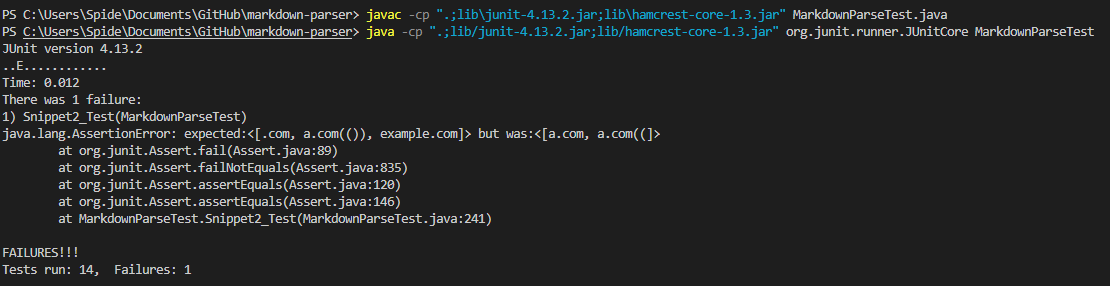 PS C:\Users\Spide\Documents\GitHub\markdown-parser> javac -cp ".;lib\junit-4.13.2.jar;lib\hamcrest-core-1.3.jar" MarkdownParseTest.java
PS C:\Users\Spide\Documents\GitHub\markdown-parser> java -cp ".;lib/junit-4.13.2.jar;lib/hamcrest-core-1.3.jar" org.junit.runner.JUnitCore MarkdownParseTest
JUnit version 4.13.2
..E............
Time: 0.012
There was 1 failure:
1) Snippet2_Test(MarkdownParseTest)
java.lang.AssertionError: expected:<[.com, a.com(()), example.com]> but was:<[a.com, a.com((]>
        at org.junit.Assert.fail(Assert.java:89)
        at org.junit.Assert.failNotEquals(Assert.java:835)
        at org.junit.Assert.assertEquals(Assert.java:120)
        at org.junit.Assert.assertEquals(Assert.java:146)
        at MarkdownParseTest.Snippet2_Test(MarkdownParseTest.java:241)
FAILURES!!!
Tests run: 14,  Failures: 1